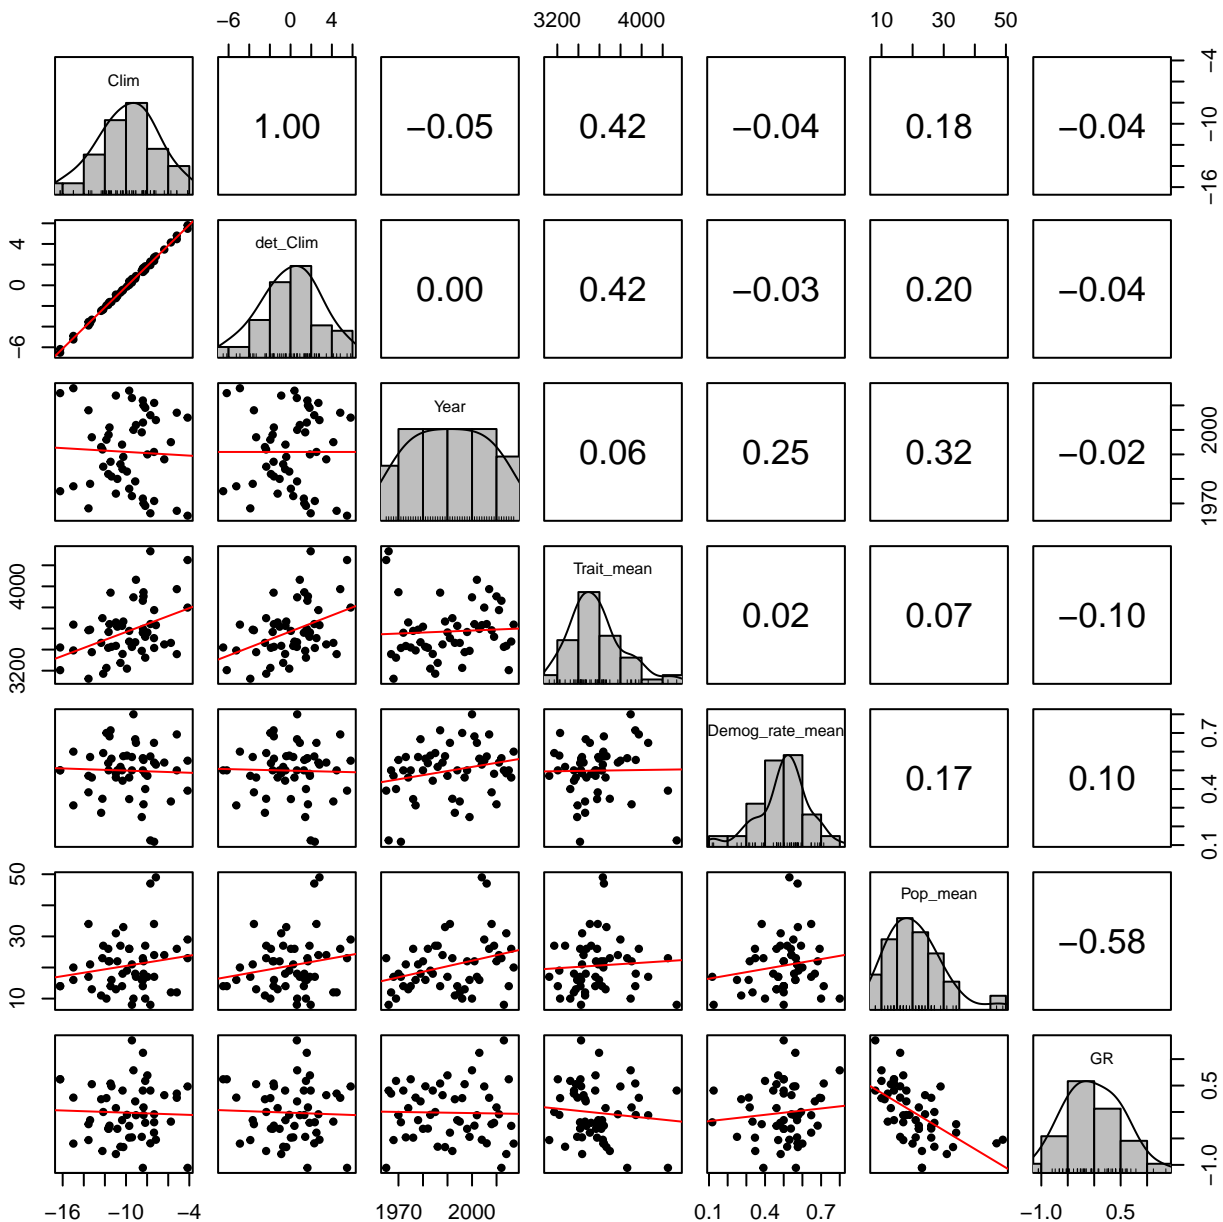 −6 0 4 3200 4000 10 30 50
Clim 1.00 −0.05 0.42 −0.04 0.18 −0.04 −16 −10 −4
−6 0 4 det_Clim 0.00 0.42 −0.03 0.20 −0.04
Year 0.06 0.25 0.32 −0.02 1970 2000
3200 4000 Trait_mean 0.02 0.07 −0.10
Demog_rate_mean 0.17 0.10 0.1 0.4 0.7
10 30 50 Pop_mean −0.58
GR −1.0 0.5
−16 −10 −4 1970 2000 0.1 0.4 0.7 −1.0 0.5